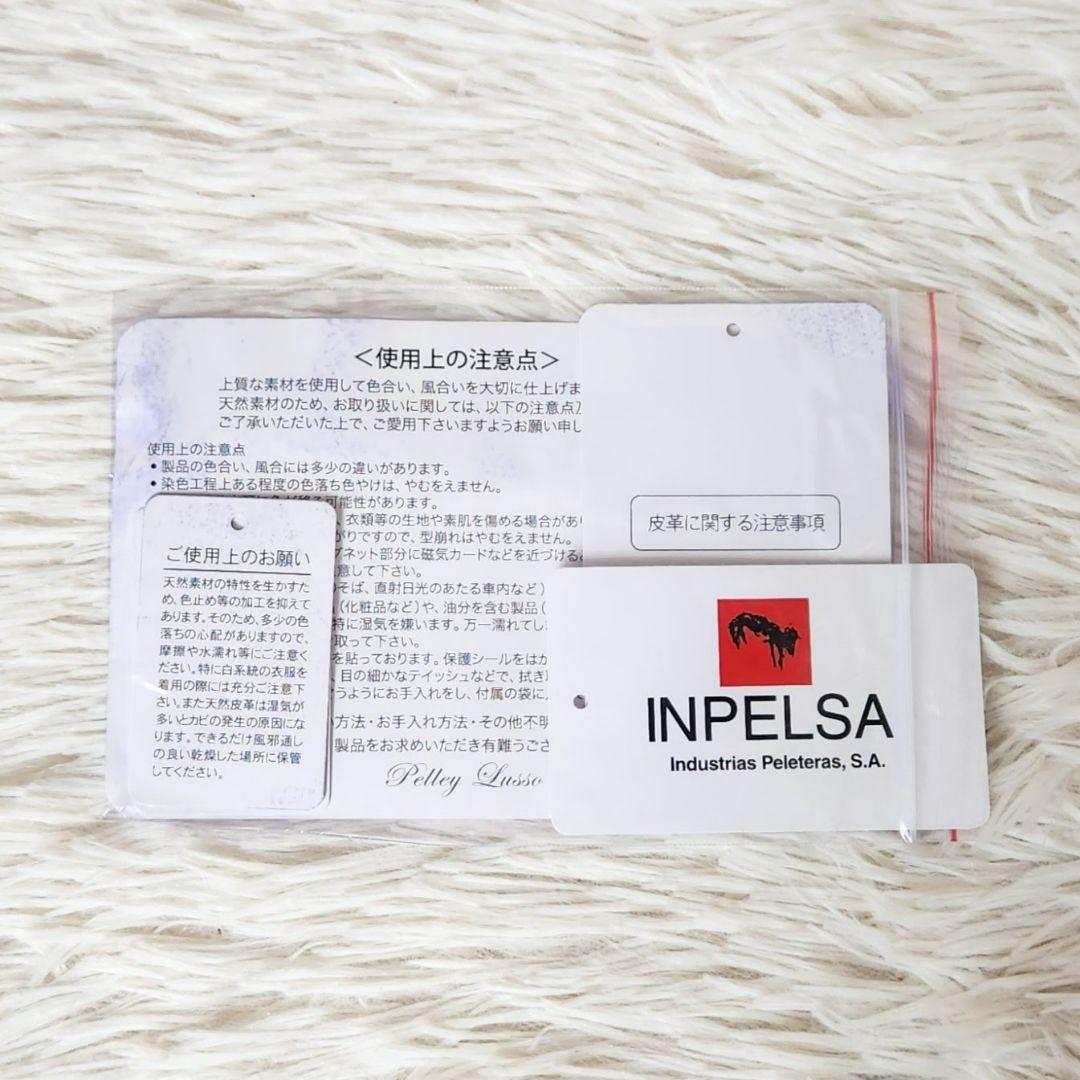 ＜使用上の注意点＞
上質な素材を使用して色合い、風合いを大切に仕上げま
天然素材のため、お取り扱いに関しては、以下の注意点及
ご了承いただいた上で、ご愛用下さいますようお願い申し
使用上の注意点
•製品の色合い、風合には多少の違いがあります。
•染色工程上ある程度の色落ち色やけは、やむをえません。
可能性があります。
、衣類等の生地や素肌を傷める場合があり
がりですので、型崩れはやむをえません。
グネット部分に磁気カードなどを近づける
意して下さい。
のそば、直射日光のあたる車内など）
（化粧品など）や、油分を含む製品（
特に湿気を嫌います。万一濡れてし
取って下さい。
を貼っております。保護シールをはが
、目の細かなティッシュなどで、拭き
うようにお手入れをし、付属の袋に
い方法・お手入れ方法・その他不明
製品をお求めいただき有難うござ
Pelley Lusso
ご使用上のお願い
天然素材の特性を生かすた
め、色止め等の加工を抑えて
あります。そのため、多少の色
落ちの心配がありますので、
摩擦や水濡れ等にご注意く
ださい。特に白系統の衣服を
着用の際には充分ご注意下
さい。また天然皮革は湿気が
多いとカビの発生の原因にな
ります。できるだけ風邪通し
の良い乾燥した場所に保管
してください。
皮革に関する注意事項
INPELSA
Industrias Peleteras, S.A.